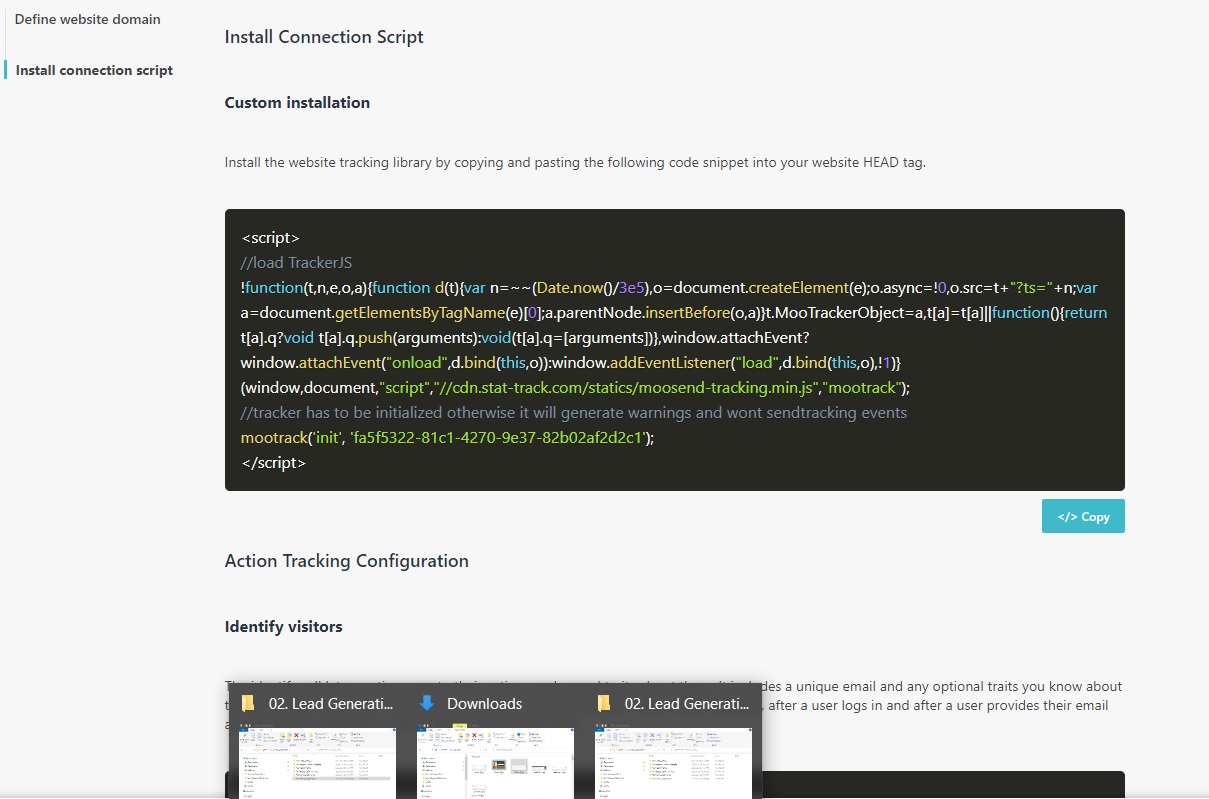 Define website domain
Install connection script
Install Connection Script
Custom installation
Install the website tracking library by copying and pasting the following code snippet into your website HEAD tag.
<script>
//load TrackerJS
!function(t,n,e,o,a){function d(t){var n=~~(Date.now()/3e5),o=document.createElement(e);o.async=!0,o.src=t+"?ts="+n;var
a=document.getElementsByTagName(e)[0];a.parentNode.insertBefore(o,a)}t.MooTrackerObject=a,t[a]=t[a]||function(){return
t[a].q?void t[a].q.push(arguments):void(t[a].q=[arguments])},window.attachEvent?
window.attachEvent("onload",d.bind(this,o)):window.addEventListener("load",d.bind(this,o),!1)}
(window,document,"script","//cdn.stat-track.com/statics/moosend-tracking.min.js","mootrack");
//tracker has to be initialized otherwise it will generate warnings and wont sendtracking events
mootrack('init', 'fa5f5322-81c1-4270-9e37-82b02af2d2c1');
</script>
</> Copy
Action Tracking Configuration
Identify visitors
a unique email and any optional traits you know about
, after a user logs in and after a user provides their email
02. Lead Generati...
Downloads
02. Lead Generati...